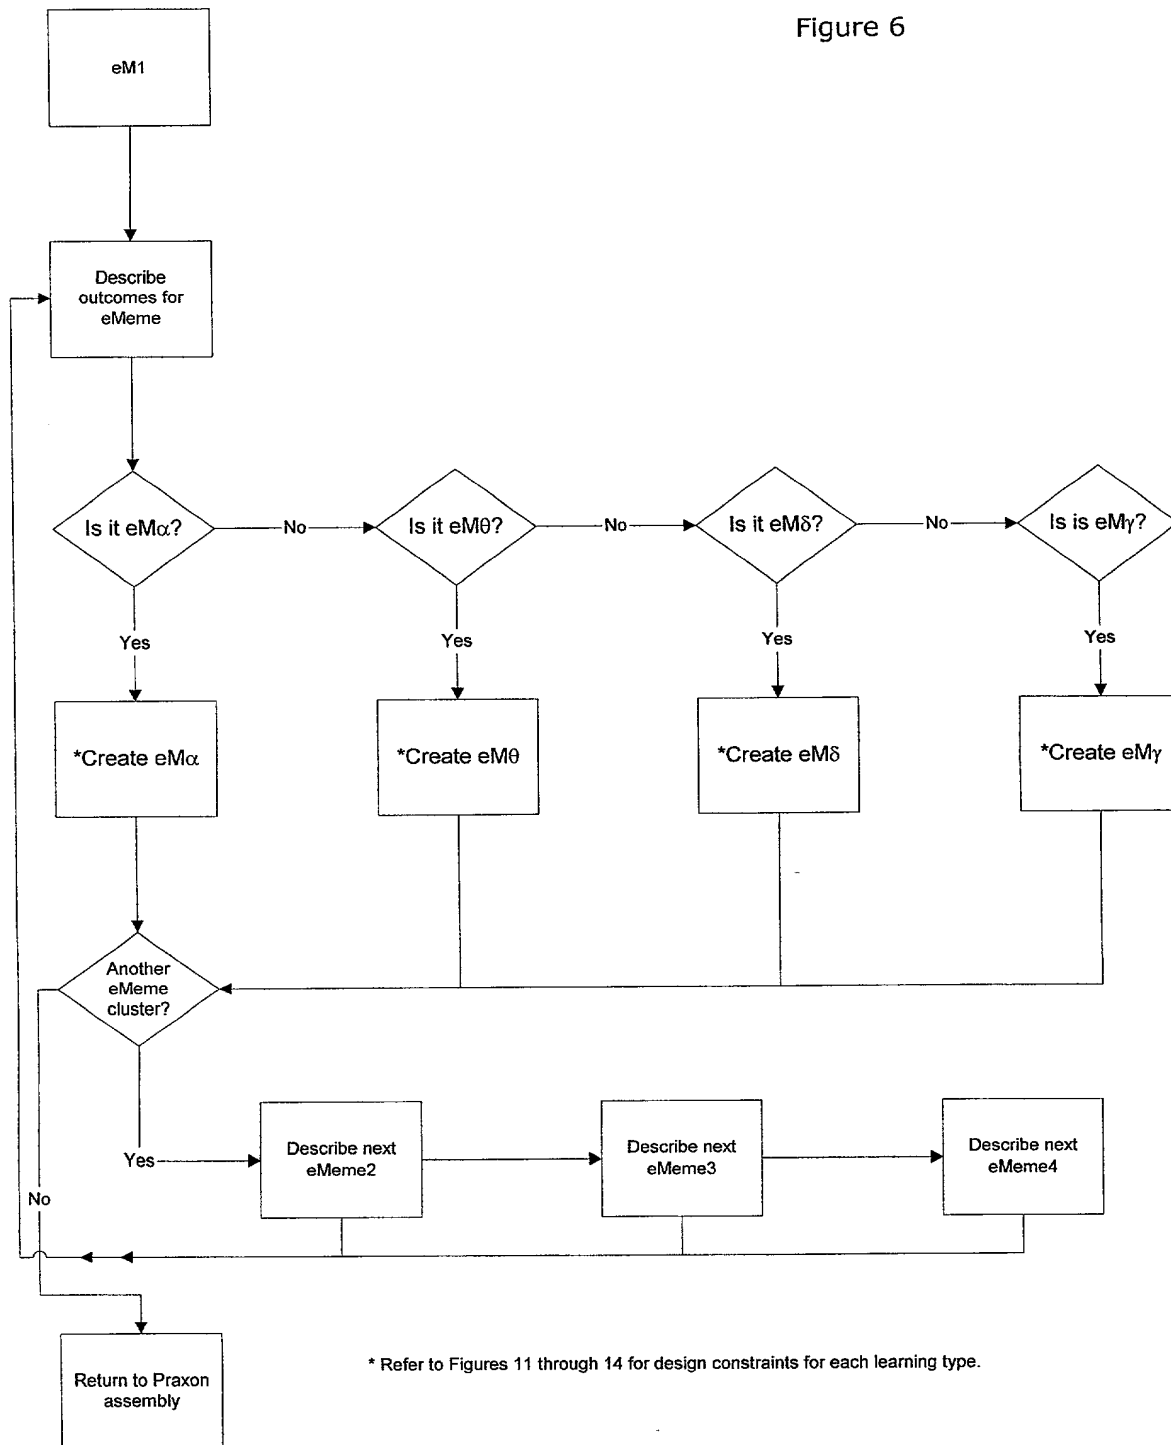 Figure 6
eM1
Describe
outcomes for
eMeme
Is it eMα?
No
Is it eMθ?
No
Is it eMδ?
No
Is is eMγ?
Yes
Yes
Yes
Yes
*Create eMα
*Create eMθ
*Create eMδ
*Create eMγ
Another
eMeme
cluster?
Yes
Describe next
eMeme2
Describe next
eMeme3
Describe next
eMeme4
No
Return to Praxon
assembly
* Refer to Figures 11 through 14 for design constraints for each learning type.